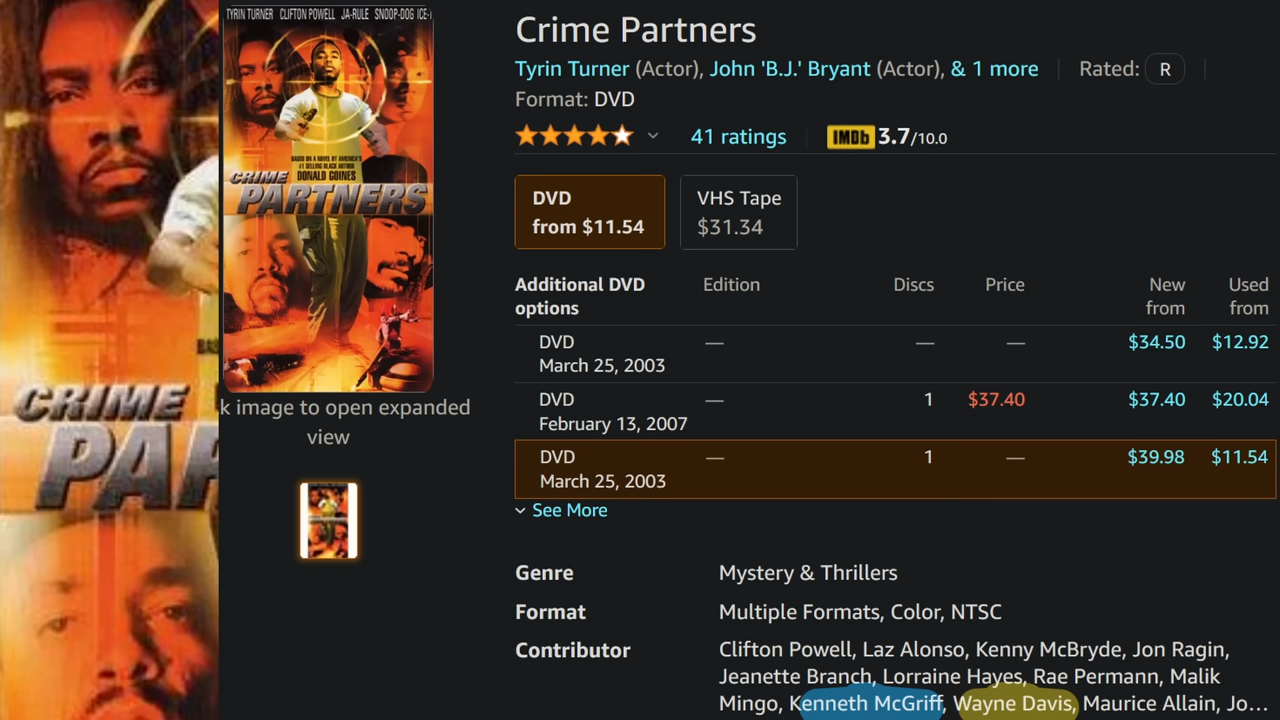 CRIME
PAR
TYRIN TURNER CLIFTON POWELL JA-RULE SNOOP-DOG ICE-
BASED ON A NOVEL BY AMERICA'S
#1 SELLING BLACK AUTHOR
DONALD GOINES
CRIME
PARTNERS
k image to open expanded
view
Crime Partners
Tyrin Turner (Actor), John 'B.J.' Bryant (Actor), & 1 more Rated: R
Format: DVD
41 ratings IMDb 3.7/10.0
DVD
from $11.54
VHS Tape
$31.34
Additional DVD options Edition Discs Price New from Used from
DVD — — — $34.50 $12.92
March 25, 2003
DVD — 1 $37.40 $37.40 $20.04
February 13, 2007
DVD — 1 — $39.98 $11.54
March 25, 2003
See More
Genre Mystery & Thrillers
Format Multiple Formats, Color, NTSC
Contributor Clifton Powell, Laz Alonso, Kenny McBryde, Jon Ragin,
Jeanette Branch, Lorraine Hayes, Rae Permann, Malik
Mingo, Kenneth McGriff, Wayne Davis, Maurice Allain, Jo...